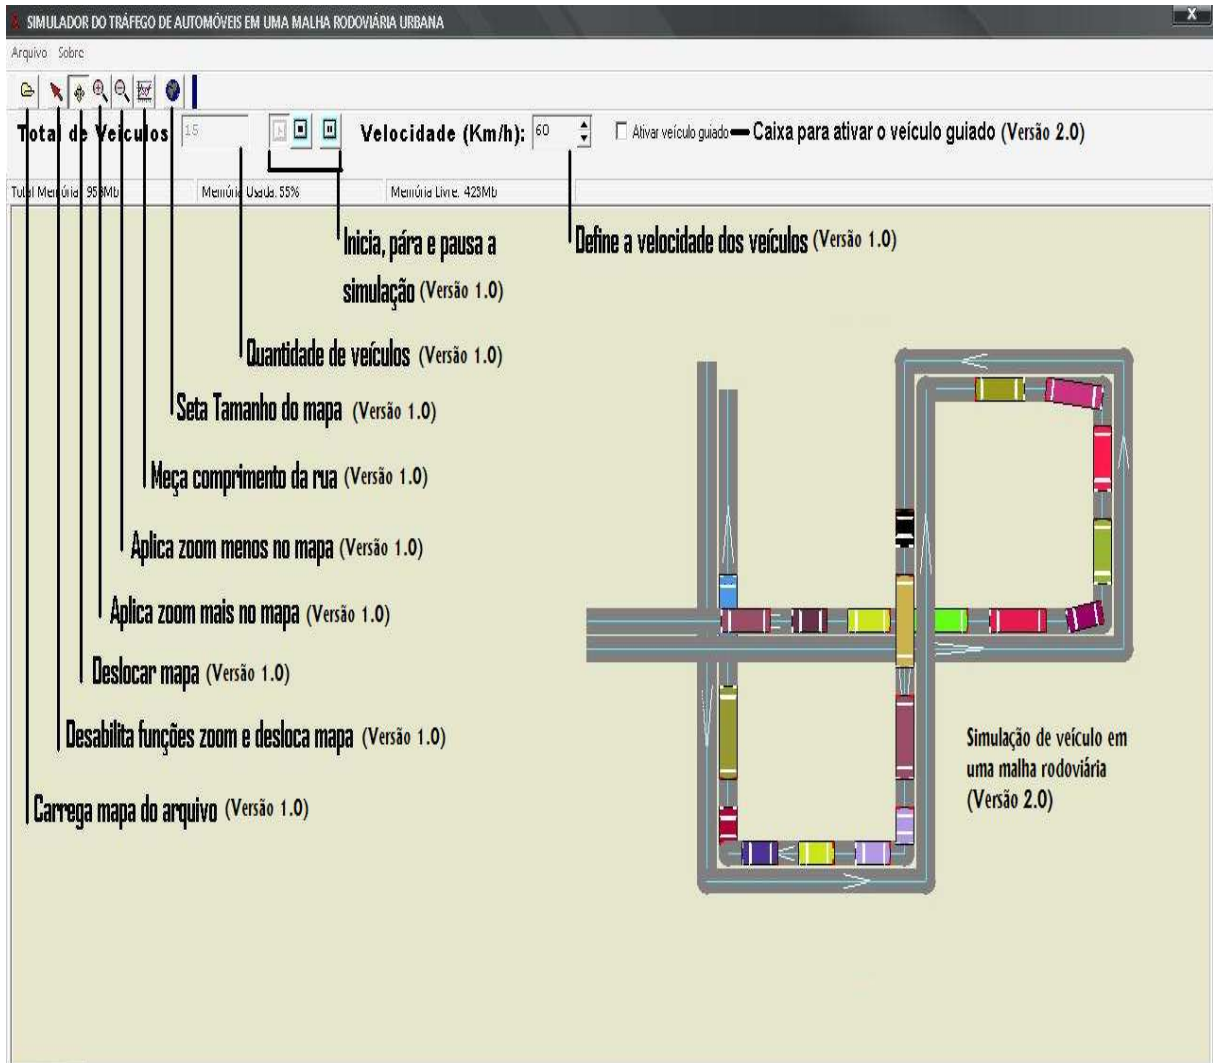 SIMULADOR DO TRÁFEGO DE AUTOMÓVEIS EM UMA MALHA RODOVIÁRIA URBANA
X
Arquivo Sobre
Total de Veículos 15 Velocidade (Km/h): 60 Ativar veículo guiado Caixa para ativar o veículo guiado (Versão 2.0)
Total Memória: 958Mb Memória Usada: 55% Memória Livre: 423Mb
Inicia, pára e pausa a
simulação (Versão 1.0)
Define a velocidade dos veículos (Versão 1.0)
Quantidade de veículos (Versão 1.0)
Seta Tamanho do mapa (Versão 1.0)
Meça comprimento da rua (Versão 1.0)
Aplica zoom menos no mapa (Versão 1.0)
Aplica zoom mais no mapa (Versão 1.0)
Deslocar mapa (Versão 1.0)
Desabilita funções zoom e desloca mapa (Versão 1.0)
Carrega mapa do arquivo (Versão 1.0)
Simulação de veículo em
uma malha rodoviária
(Versão 2.0)